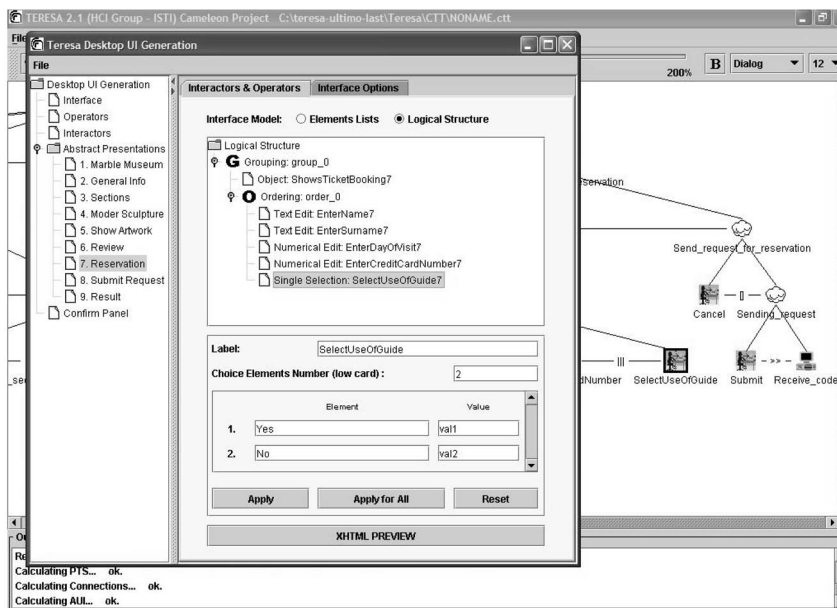 TERESA 2.1 (HCI Group - ISTI) Cameleon Project C:\teresa-ultimo-last\Teresa\CTT\NONAME.ctt
Teresa Desktop UI Generation
File
200%
B
Dialog
12
Desktop UI Generation
Interface
Operators
Interactors
Abstract Presentations
1. Marble Museum
2. General Info
3. Sections
4. Moder Sculpture
5. Show Artwork
6. Review
7. Reservation
8. Submit Request
9. Result
Confirm Panel
Interactors & Operators
Interface Options
Interface Model:
Elements Lists
Logical Structure
Logical Structure
G Grouping: group_0
Object: ShowsTicketBooking7
O Ordering: order_0
Text Edit: EnterName7
Text Edit: EnterSurname7
Numerical Edit: EnterDayOfVisit7
Numerical Edit: EnterCreditCardNumber7
Single Selection: SelectUseOfGuide7
Label:
SelectUseOfGuide
Choice Elements Number (low card) :
2
Element
Value
1.
Yes
val1
2.
No
val2
Apply
Apply for All
Reset
XHTML PREVIEW
servation
Send_request_for_reservation
Cancel
Sending_request
[]
dNumber
|||
SelectUseOfGuide
Submit
>>
Receive_code
Calculating PTS... ok.
Calculating Connections... ok.
Calculating AUI... ok.